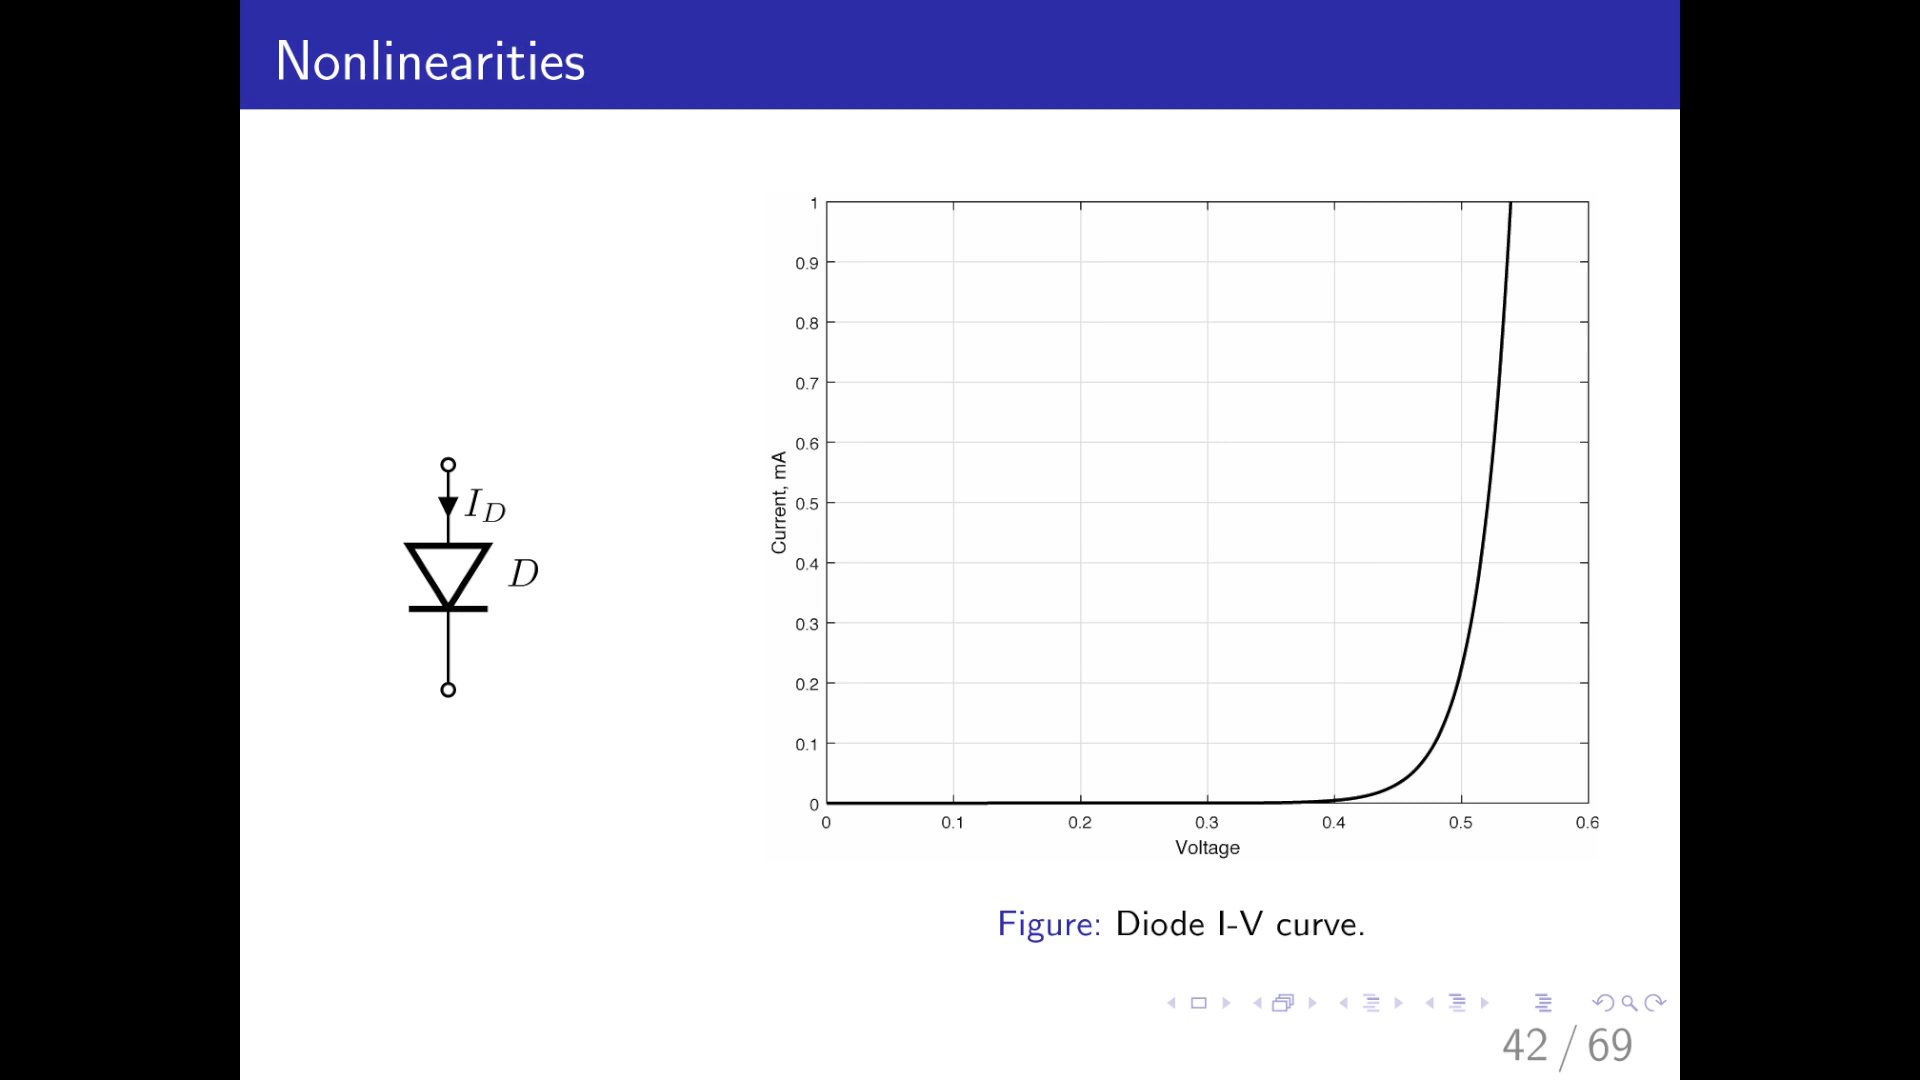 Nonlinearities
I_D
D
1
0.9
0.8
0.7
0.6
0.5
0.4
0.3
0.2
0.1
0
Current, mA
0 0.1 0.2 0.3 0.4 0.5 0.6
Voltage
Figure: Diode I-V curve.
42 / 69